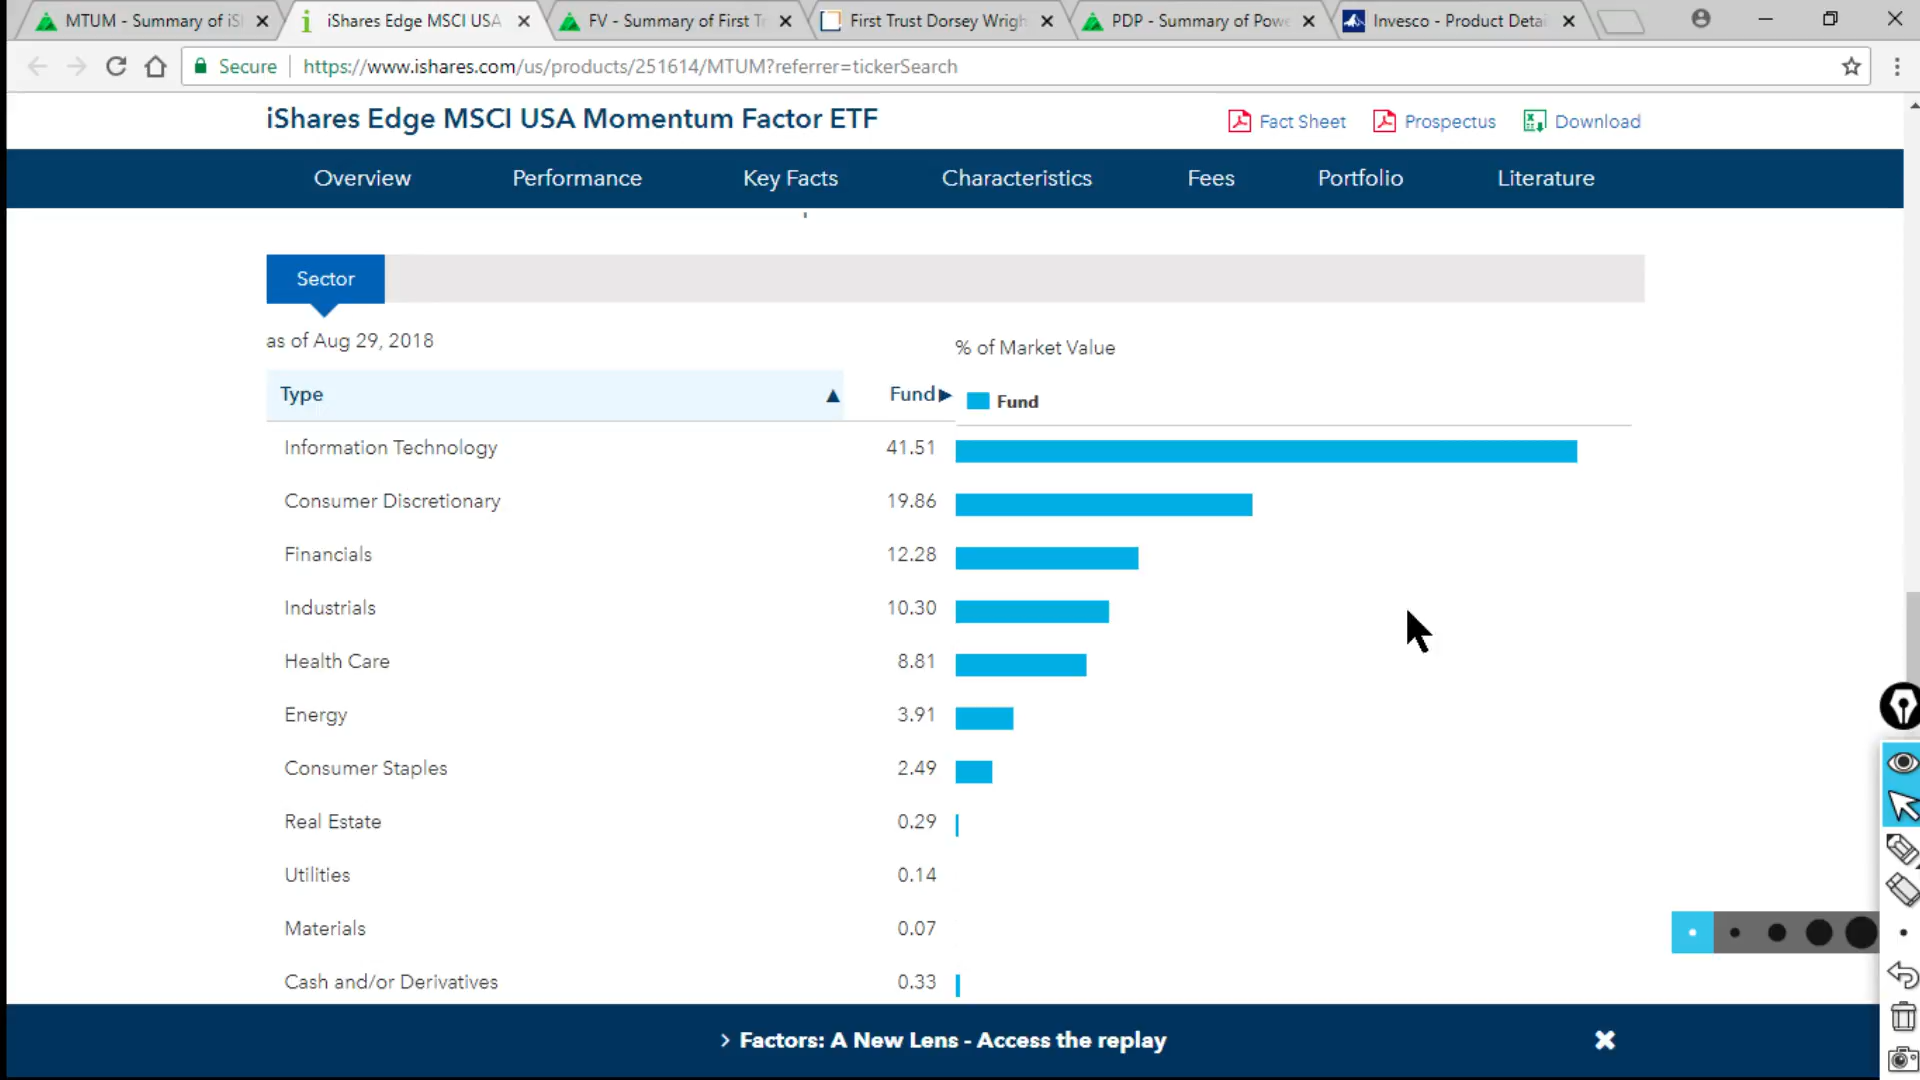 MTUM - Summary of iSh
iShares Edge MSCI USA
FV - Summary of First Tr
First Trust Dorsey Wrigh
PDP - Summary of Powe
Invesco - Product Detai
Secure
https://www.ishares.com/us/products/251614/MTUM?referrer=tickerSearch
iShares Edge MSCI USA Momentum Factor ETF
Fact Sheet
Prospectus
Download
Overview
Performance
Key Facts
Characteristics
Fees
Portfolio
Literature
Sector
as of Aug 29, 2018
% of Market Value
Type
Fund
Fund
Information Technology 41.51
Consumer Discretionary 19.86
Financials 12.28
Industrials 10.30
Health Care 8.81
Energy 3.91
Consumer Staples 2.49
Real Estate 0.29
Utilities 0.14
Materials 0.07
Cash and/or Derivatives 0.33
Factors: A New Lens - Access the replay